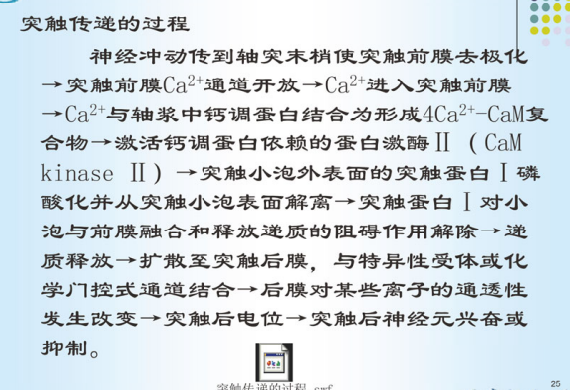 突触传递的过程
神经冲动传到轴突末梢使突触前膜去极化
→突触前膜Ca²⁺通道开放→Ca²⁺进入突触前膜
→Ca²⁺与轴浆中钙调蛋白结合为形成4Ca²⁺-CaM复
合物→激活钙调蛋白依赖的蛋白激酶Ⅱ（CaM
kinase Ⅱ）→突触小泡外表面的突触蛋白Ⅰ磷
酸化并从突触小泡表面解离→突触蛋白Ⅰ对小
泡与前膜融合和释放递质的阻碍作用解除→递
质释放→扩散至突触后膜，与特异性受体或化
学门控式通道结合→后膜对某些离子的通透性
发生改变→突触后电位→突触后神经元兴奋或
抑制。
突触传递的过程.swf
25